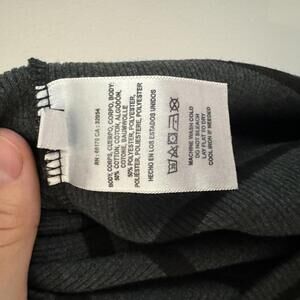 RN: 69170 CA: 32054
BODY, CORPS, CUERPO, CORPO, BODY:
50% COTTON, COTON, ALGODÓN,
COTONE, BAUMWOLLE
50% POLYESTER, POLYESTER,
POLIÉSTER, POLIESTERE, POLYESTER
HECHO EN LOS ESTADOS UNIDOS
MACHINE WASH COLD
DO NOT BLEACH
LAY FLAT TO DRY
COOL IRON IF NEEDED